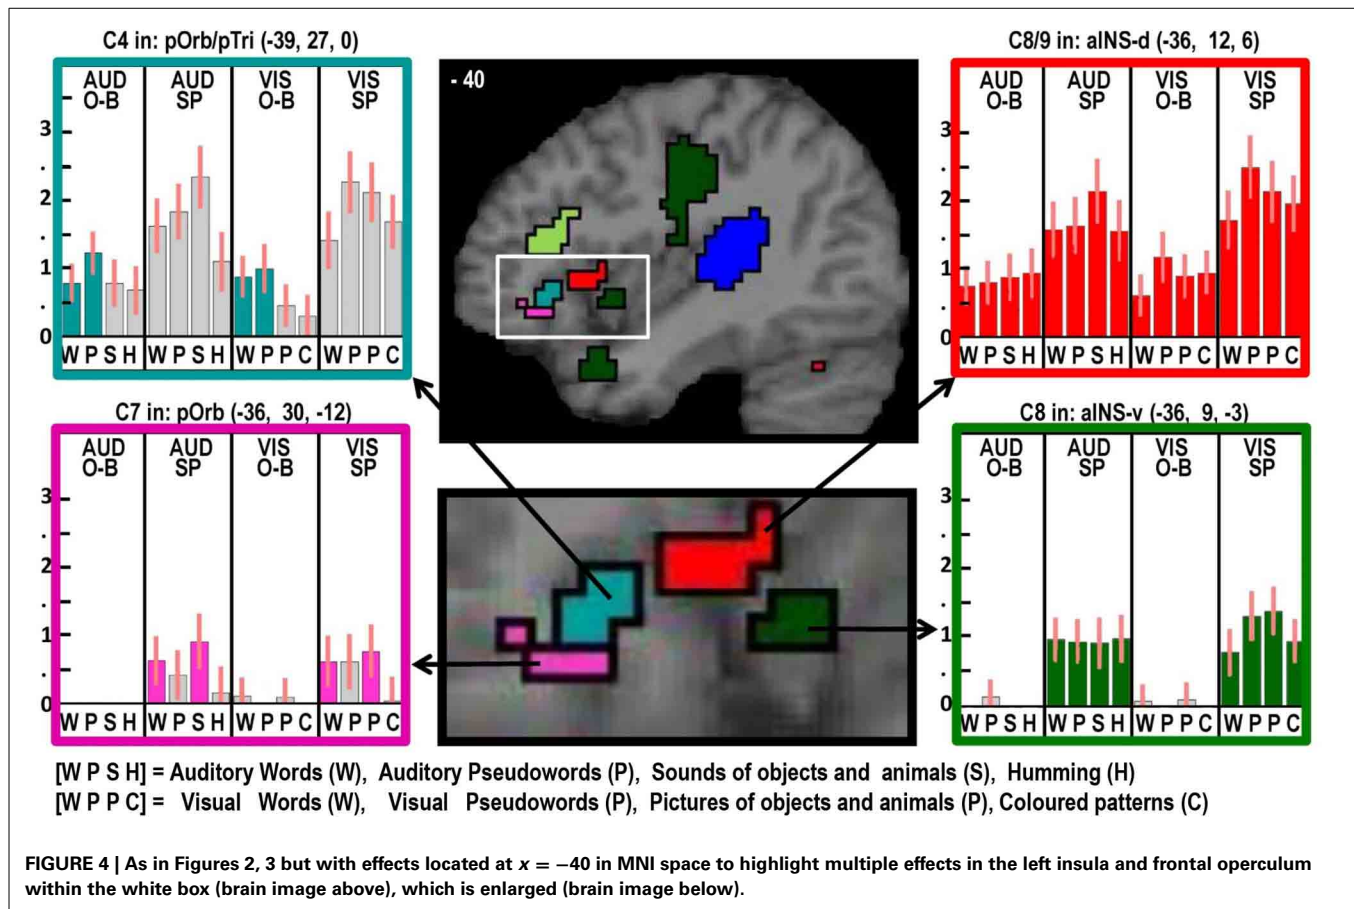 C4 in: pOrb/pTri (-39, 27, 0)
AUD AUD VIS VIS
O-B SP O-B SP
3
2
1
0
W P S H W P S H W P P C W P P C
- 40
C8/9 in: aINS-d (-36, 12, 6)
AUD AUD VIS VIS
O-B SP O-B SP
3
2
1
0
W P S H W P S H W P P C W P P C
C7 in: pOrb (-36, 30, -12)
AUD AUD VIS VIS
O-B SP O-B SP
3
2
1
0
W P S H W P S H W P P C W P P C
C8 in: aINS-v (-36, 9, -3)
AUD AUD VIS VIS
O-B SP O-B SP
3
2
1
0
W P S H W P S H W P P C W P P C
[W P S H] = Auditory Words (W), Auditory Pseudowords (P), Sounds of objects and animals (S), Humming (H)
[W P P C] = Visual Words (W), Visual Pseudowords (P), Pictures of objects and animals (P), Coloured patterns (C)
FIGURE 4 | As in Figures 2, 3 but with effects located at x = −40 in MNI space to highlight multiple effects in the left insula and frontal operculum
within the white box (brain image above), which is enlarged (brain image below).